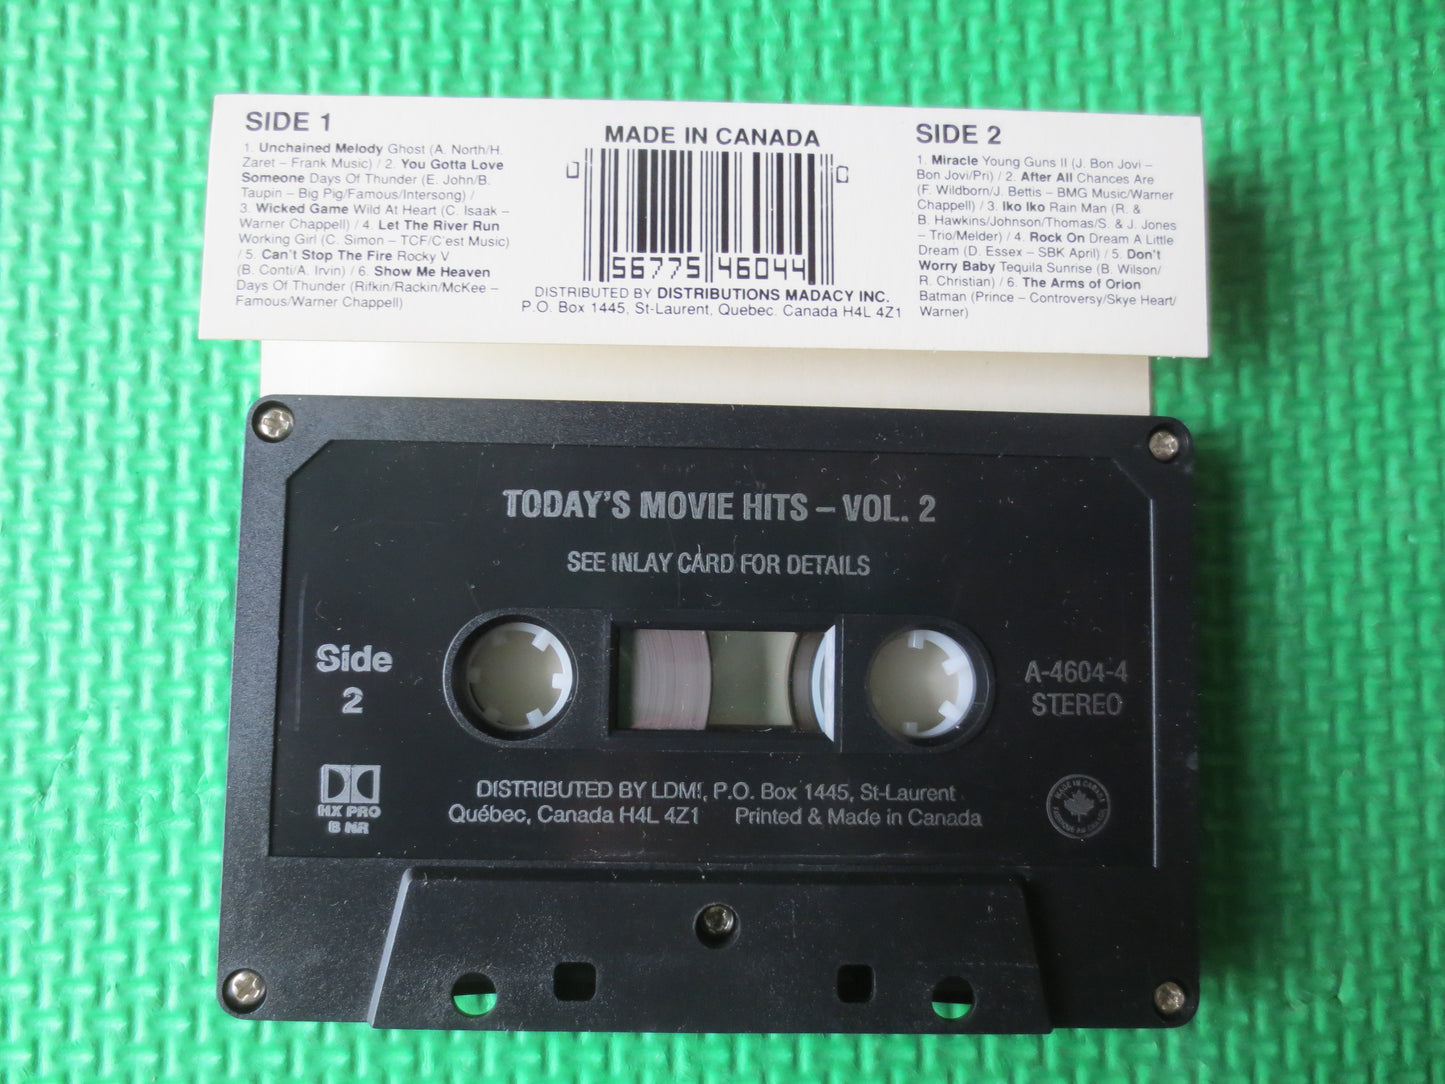 SIDE 1
1. Unchained Melody Ghost (A. North/H.
Zaret – Frank Music) / 2. You Gotta Love
Someone Days Of Thunder (E. John/B.
Taupin – Big Pig/Famous/Intersong) /
3. Wicked Game Wild At Heart (C. Isaak –
Warner Chappell) / 4. Let The River Run
Working Girl (C. Simon – TCF/C'est Music)
/ 5. Can't Stop The Fire Rocky V
(B. Conti/A. Irvin) / 6. Show Me Heaven
Days Of Thunder (Rifkin/Rackin/McKee –
Famous/Warner Chappell)
MADE IN CANADA
0 56775 46044 0
DISTRIBUTED BY DISTRIBUTIONS MADACY INC.
P.O. Box 1445, St-Laurent, Quebec. Canada H4L 4Z1
SIDE 2
1. Miracle Young Guns II (J. Bon Jovi –
Bon Jovi/Pri) / 2. After All Chances Are
(F. Wildborn/J. Bettis – BMG Music/Warner
Chappell) / 3. Iko Iko Rain Man (R. &
B. Hawkins/Johnson/Thomas/S. & J. Jones
– Trio/Melder) / 4. Rock On Dream A Little
Dream (D. Essex – SBK April) / 5. Don't
Worry Baby Tequila Sunrise (B. Wilson/
R. Christian) / 6. The Arms of Orion
Batman (Prince – Controversy/Skye Heart/
Warner)
TODAY'S MOVIE HITS – VOL. 2
SEE INLAY CARD FOR DETAILS
Side
2
A-4604-4
STEREO
HX PRO
B NR
DISTRIBUTED BY LDMI, P.O. Box 1445, St-Laurent
Québec, Canada H4L 4Z1 Printed & Made in Canada
MADE IN CANADA